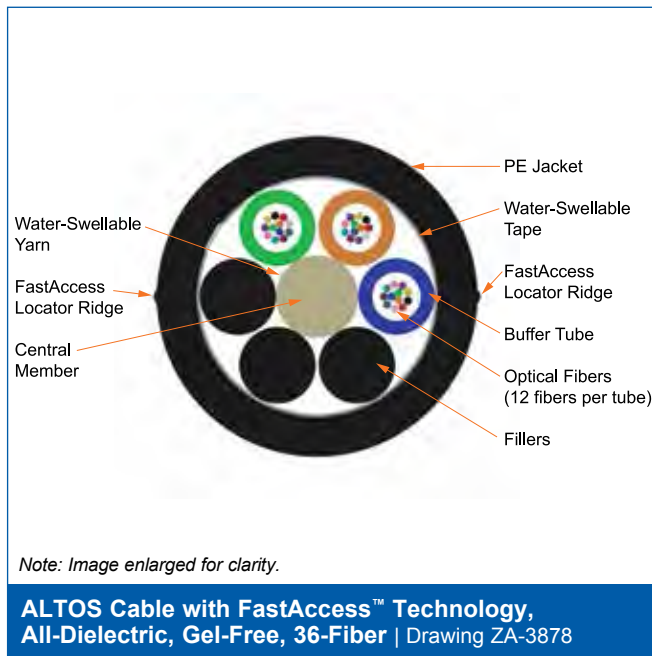 PE Jacket
Water-Swellable
Yarn
Water-Swellable
Tape
FastAccess
Locator Ridge
FastAccess
Locator Ridge
Buffer Tube
Central
Member
Optical Fibers
(12 fibers per tube)
Fillers
Note: Image enlarged for clarity.
ALTOS Cable with FastAccess™ Technology,
All-Dielectric, Gel-Free, 36-Fiber | Drawing ZA-3878